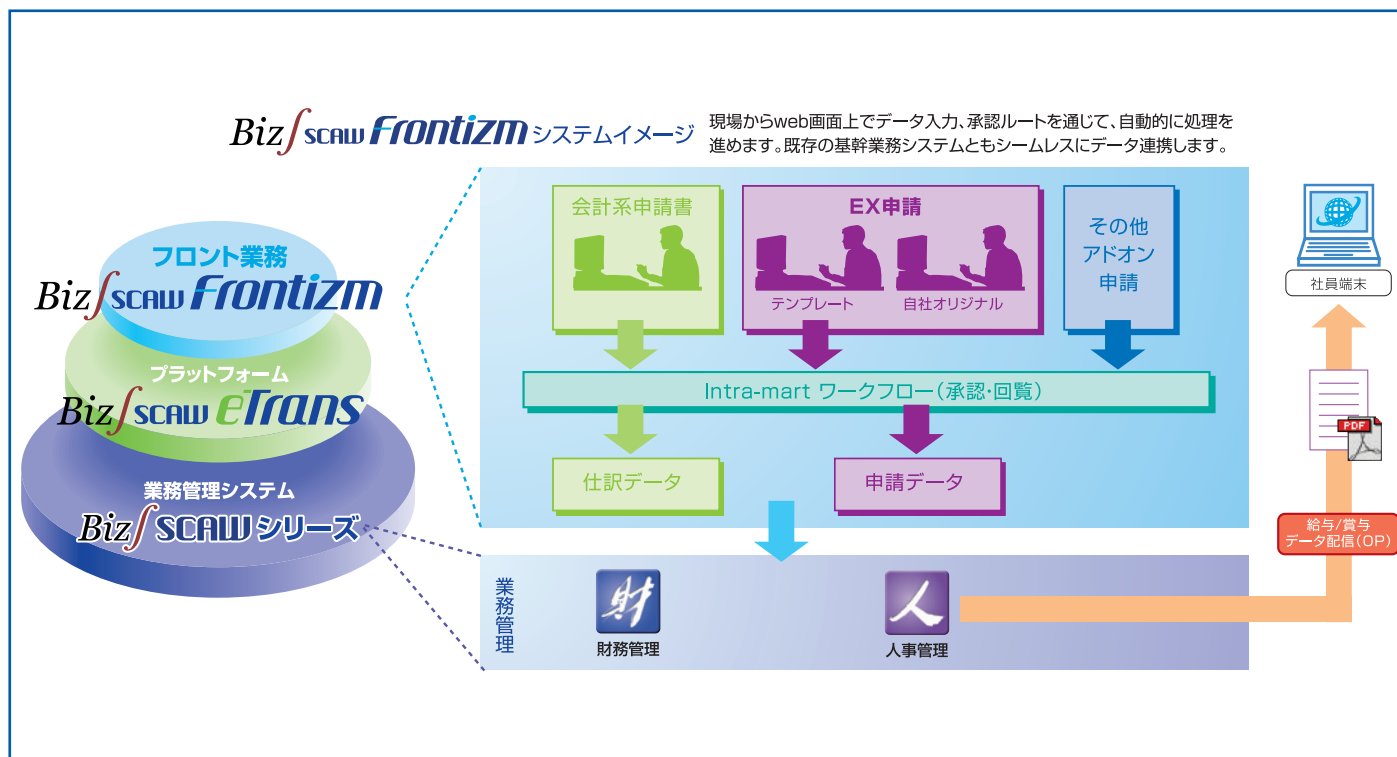 Biz∫SCAW Frontizm システムイメージ
現場からweb画面上でデータ入力、承認ルートを通じて、自動的に処理を
進めます。既存の基幹業務システムともシームレスにデータ連携します。
フロント業務
Biz∫SCAW Frontizm
プラットフォーム
Biz∫SCAW eTrans
業務管理システム
Biz∫SCAWシリーズ
会計系申請書
EX申請
テンプレート
自社オリジナル
その他
アドオン
申請
Intra-mart ワークフロー(承認・回覧)
仕訳データ
申請データ
業務管理
財
財務管理
人
人事管理
社員端末
PDF
給与/賞与
データ配信(OP)